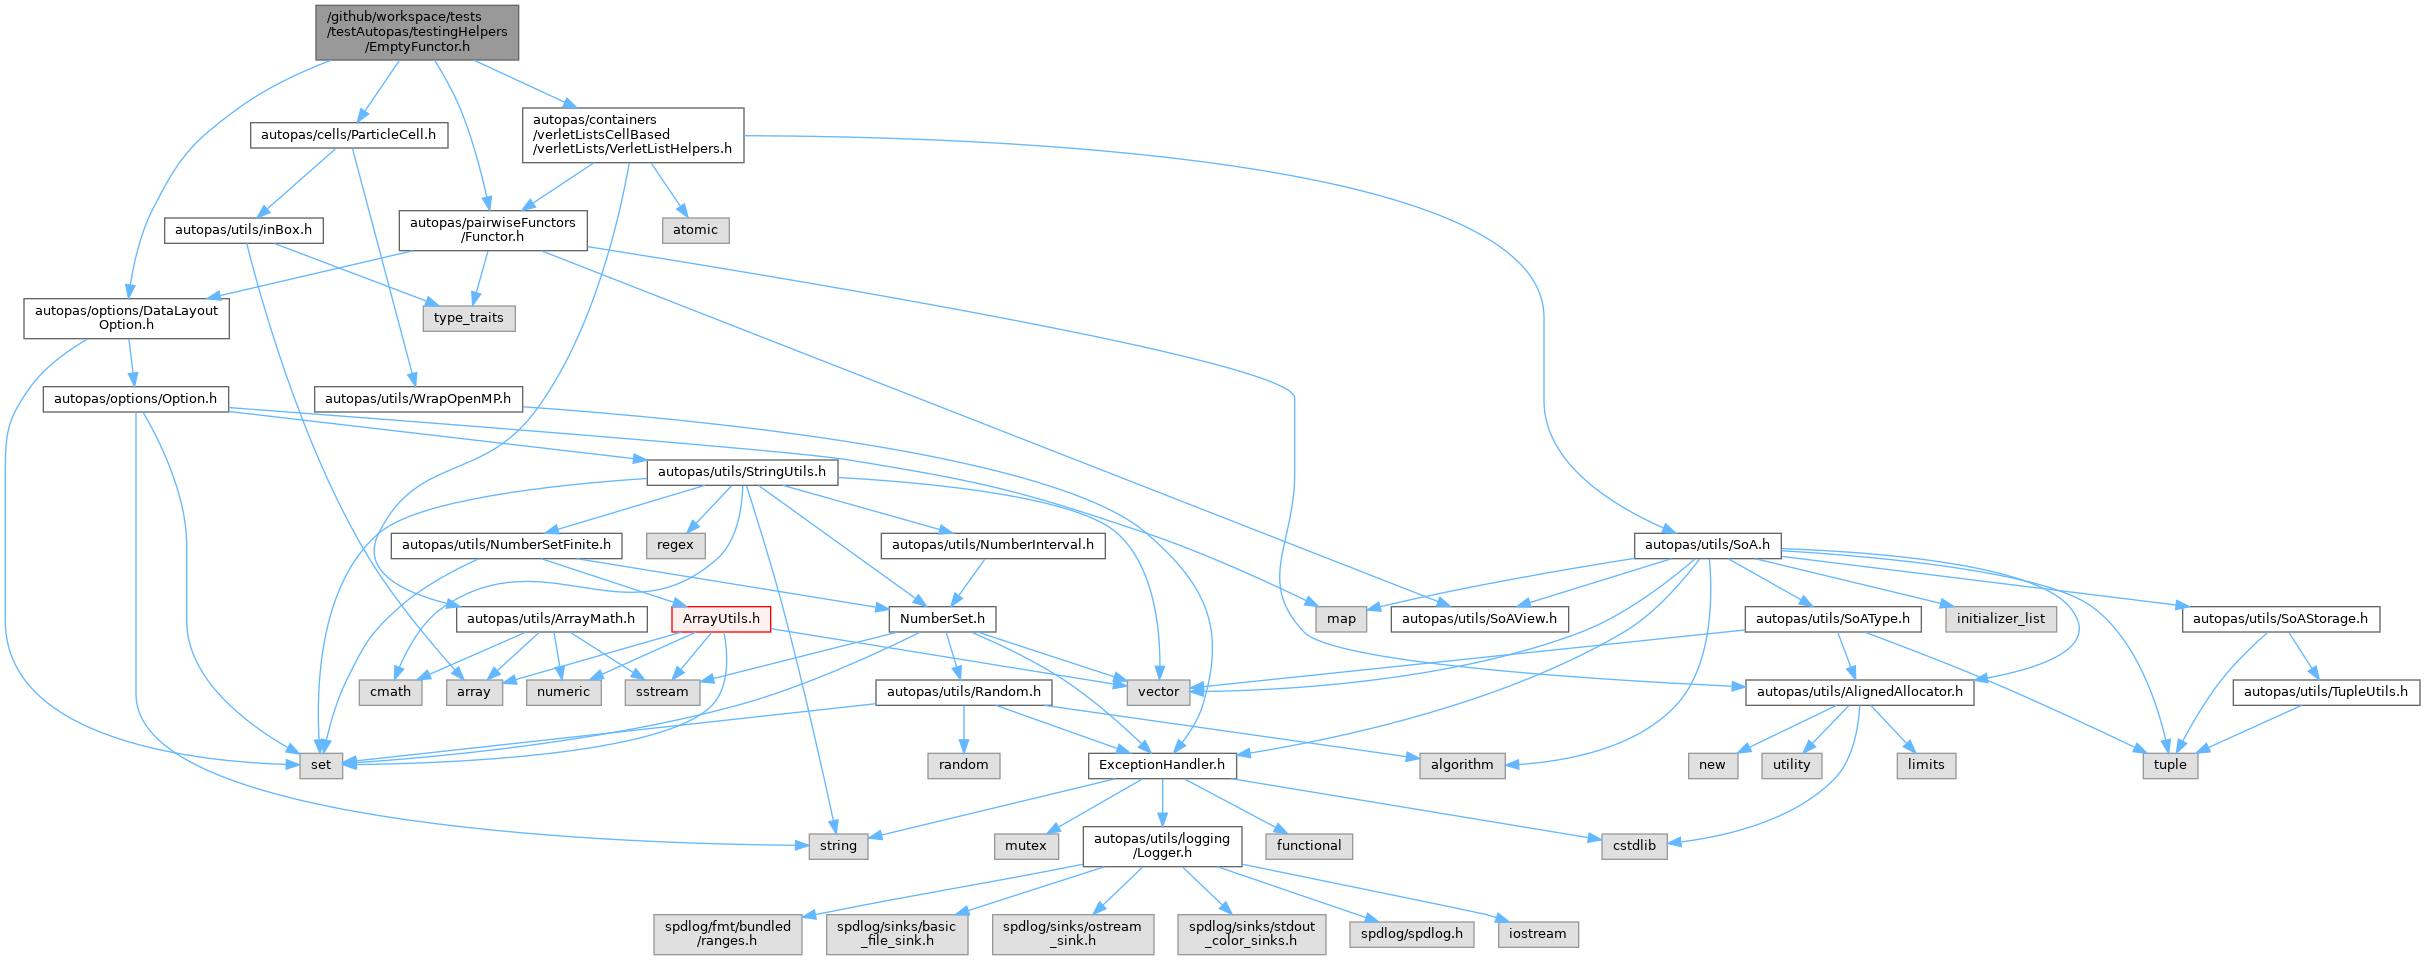 /github/workspace/tests
/testAutopas/testingHelpers
/EmptyFunctor.h
autopas/containers
/verletListsCellBased
/verletLists/VerletListHelpers.h
autopas/cells/ParticleCell.h
autopas/utils/inBox.h
autopas/pairwiseFunctors
/Functor.h
atomic
autopas/options/DataLayout
Option.h
type_traits
autopas/options/Option.h
autopas/utils/WrapOpenMP.h
autopas/utils/StringUtils.h
autopas/utils/NumberSetFinite.h
regex
autopas/utils/NumberInterval.h
autopas/utils/SoA.h
autopas/utils/ArrayMath.h
ArrayUtils.h
NumberSet.h
map
autopas/utils/SoAView.h
autopas/utils/SoAType.h
initializer_list
autopas/utils/SoAStorage.h
cmath
array
numeric
sstream
autopas/utils/Random.h
vector
autopas/utils/AlignedAllocator.h
autopas/utils/TupleUtils.h
set
random
ExceptionHandler.h
algorithm
new
utility
limits
tuple
string
mutex
autopas/utils/logging
/Logger.h
functional
cstdlib
spdlog/fmt/bundled
/ranges.h
spdlog/sinks/basic
_file_sink.h
spdlog/sinks/ostream
_sink.h
spdlog/sinks/stdout
_color_sinks.h
spdlog/spdlog.h
iostream